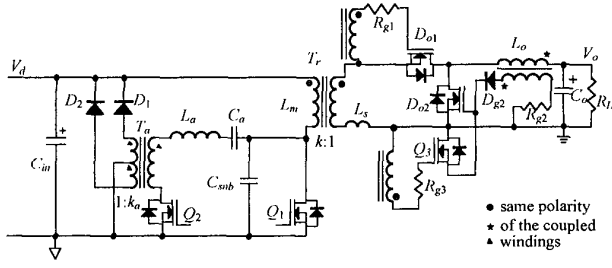 R_g1
D_o1
T_r
L_o
V_d
V_o
D_2
D_1
L_a
C_a
L_m
D_o2
D_g2
C_o
R_L
T_a
L_s
R_g2
C_in
k:1
C_snb
Q_3
R_g3
1:k_a
Q_2
Q_1
● same polarity
★ of the coupled
▲ windings